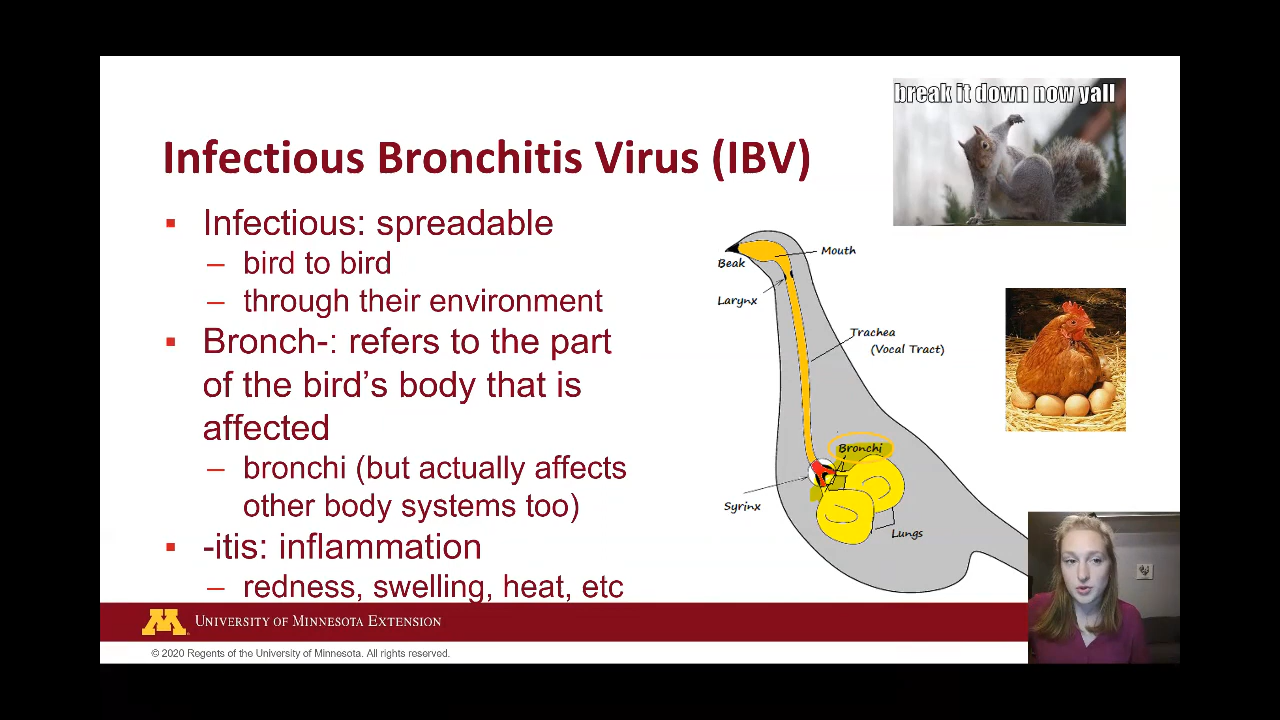 break it down now yall
Infectious Bronchitis Virus (IBV)
▪ Infectious: spreadable
– bird to bird
– through their environment
▪ Bronch-: refers to the part
of the bird’s body that is
affected
– bronchi (but actually affects
other body systems too)
▪ -itis: inflammation
– redness, swelling, heat, etc
Mouth
Beak
Larynx
Trachea
(Vocal Tract)
Bronchi
Syrinx
Lungs
M
UNIVERSITY OF MINNESOTA EXTENSION
© 2020 Regents of the University of Minnesota. All rights reserved.